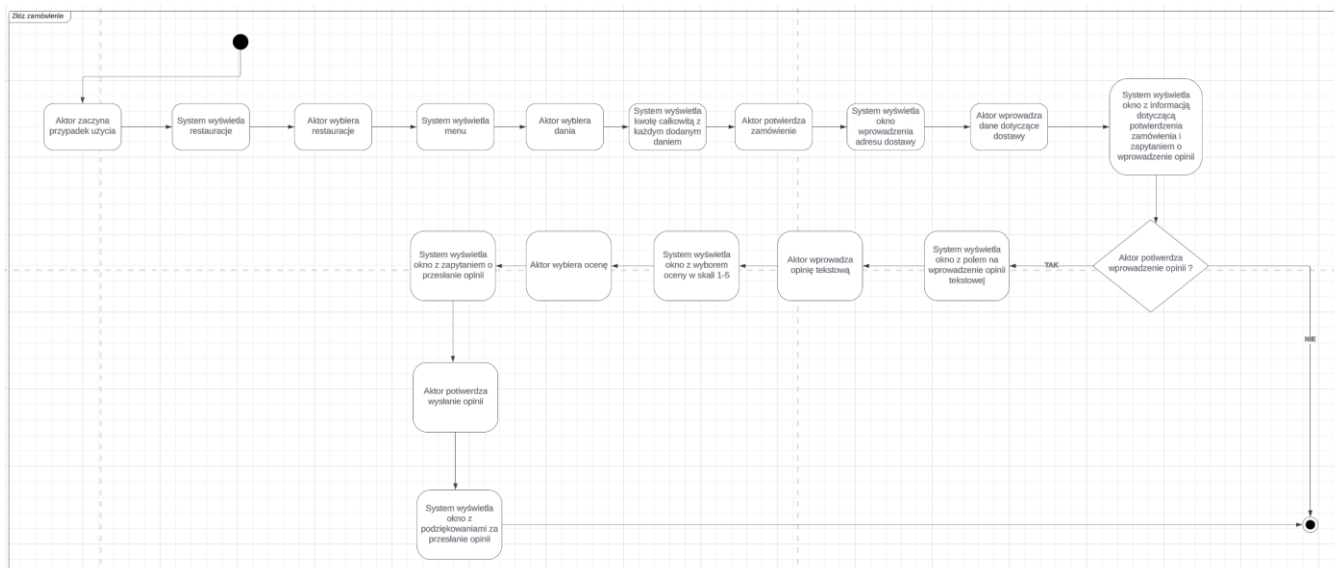 Złóż zamówienie
Aktor zaczyna
przypadek użycia
System wyświetla
restauracje
Aktor wybiera
restauracje
System wyświetla
menu
Aktor wybiera
dania
System wyświetla
kwotę całkowitą z
każdym dodanym
daniem
Aktor potwierdza
zamówienie
System wyświetla
okno
wprowadzenia
adresu dostawy
Aktor wprowadza
dane dotyczące
dostawy
System wyświetla
okno z informacją
dotyczącą
potwierdzenia
zamówienia i
zapytaniem o
wprowadzenie opinii
Aktor potiwerdza
wprowadzenie opinii ?
TAK
NIE
System wyświetla
okno z polem na
wprowadzenie opinii
tekstowej
Aktor wprowadza
opinię tekstową
System wyświetla
okno z wyborem
oceny w skali 1-5
Aktor wybiera ocenę
System wyświetla
okno z zapytaniem o
przesłanie opinii
Aktor potiwerdza
wysłanie opinii
System wyświetla
okno z
podziękowaniami za
przesłanie opinii